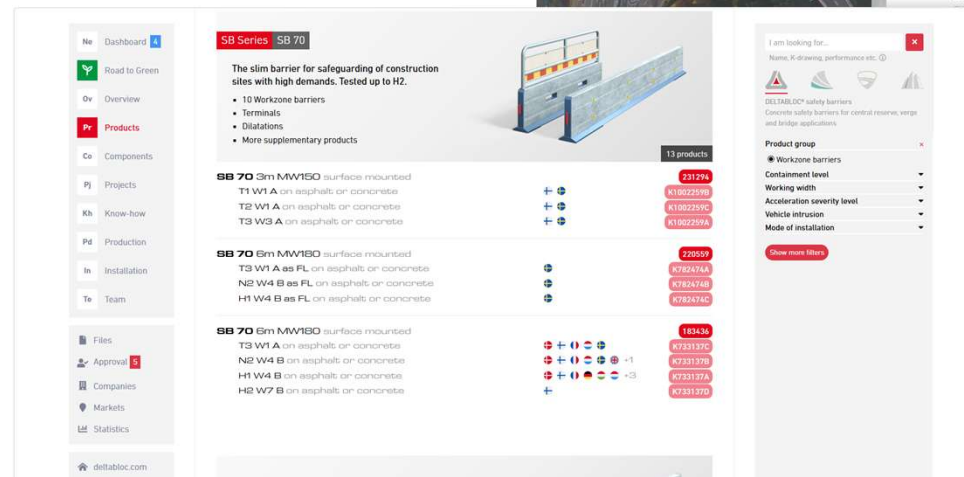 Ne Dashboard 4
Road to Green
Ov Overview
Pr Products
Co Components
Pj Projects
Kh Know-how
Pd Production
In Installation
Te Team
Files
Approval 5
Companies
Markets
Statistics
deltabloc.com
SB Series SB 70
The slim barrier for safeguarding of construction
sites with high demands. Tested up to H2.
• 10 Workzone barriers
• Terminals
• Dilatations
• More supplementary products
13 products
SB 70 3m MW150 surface mounted 231294
T1 W1 A on asphalt or concrete K1002259B
T2 W1 A on asphalt or concrete K1002259C
T3 W3 A on asphalt or concrete K1002259A
SB 70 6m MW180 surface mounted 220559
T3 W1 A as FL on asphalt or concrete K782474A
N2 W4 B as FL on asphalt or concrete K782474B
H1 W4 B as FL on asphalt or concrete K782474C
SB 70 6m MW180 surface mounted 183436
T3 W1 A on asphalt or concrete K733137C
N2 W4 B on asphalt or concrete +1 K733137B
H1 W4 B on asphalt or concrete +3 K733137A
H2 W7 B on asphalt or concrete K733137D
I am looking for...
Name, K-drawing, performance etc.
DELTABLOC® safety barriers
Concrete safety barriers for central reserve, verge
and bridge applications
Product group
Workzone barriers
Containment level
Working width
Acceleration severity level
Vehicle intrusion
Mode of installation
Show more filters